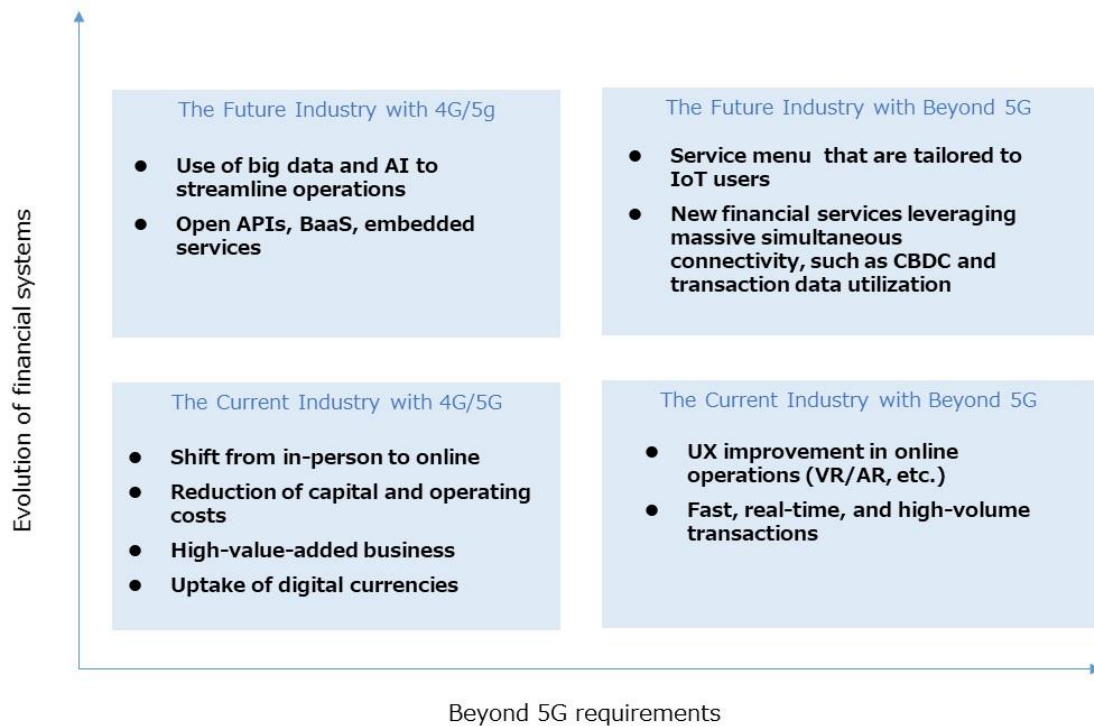 Evolution of financial systems
The Future Industry with 4G/5g
● Use of big data and AI to
streamline operations
● Open APIs, BaaS, embedded
services
The Future Industry with Beyond 5G
● Service menu that are tailored to
IoT users
● New financial services leveraging
massive simultaneous
connectivity, such as CBDC and
transaction data utilization
The Current Industry with 4G/5G
● Shift from in-person to online
● Reduction of capital and operating
costs
● High-value-added business
● Uptake of digital currencies
The Current Industry with Beyond 5G
● UX improvement in online
operations (VR/AR, etc.)
● Fast, real-time, and high-volume
transactions
Beyond 5G requirements